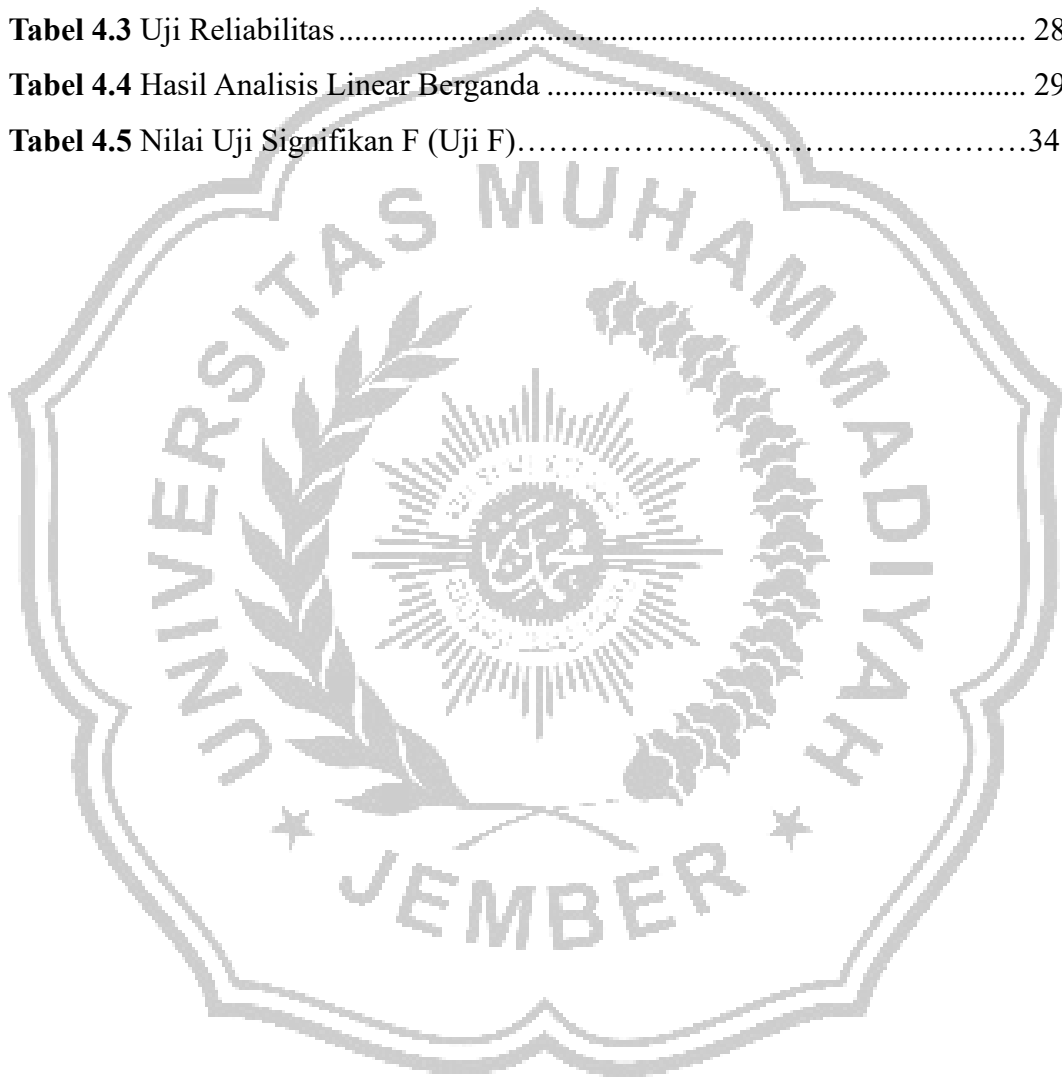 Tabel 4.3 Uji Reliabilitas .................................................................................... 28
Tabel 4.4 Hasil Analisis Linear Berganda .......................................................... 29
Tabel 4.5 Nilai Uji Signifikan F (Uji F)……………………………………………34
UNIVERSITAS MUHAMMADIYAH
JEMBER